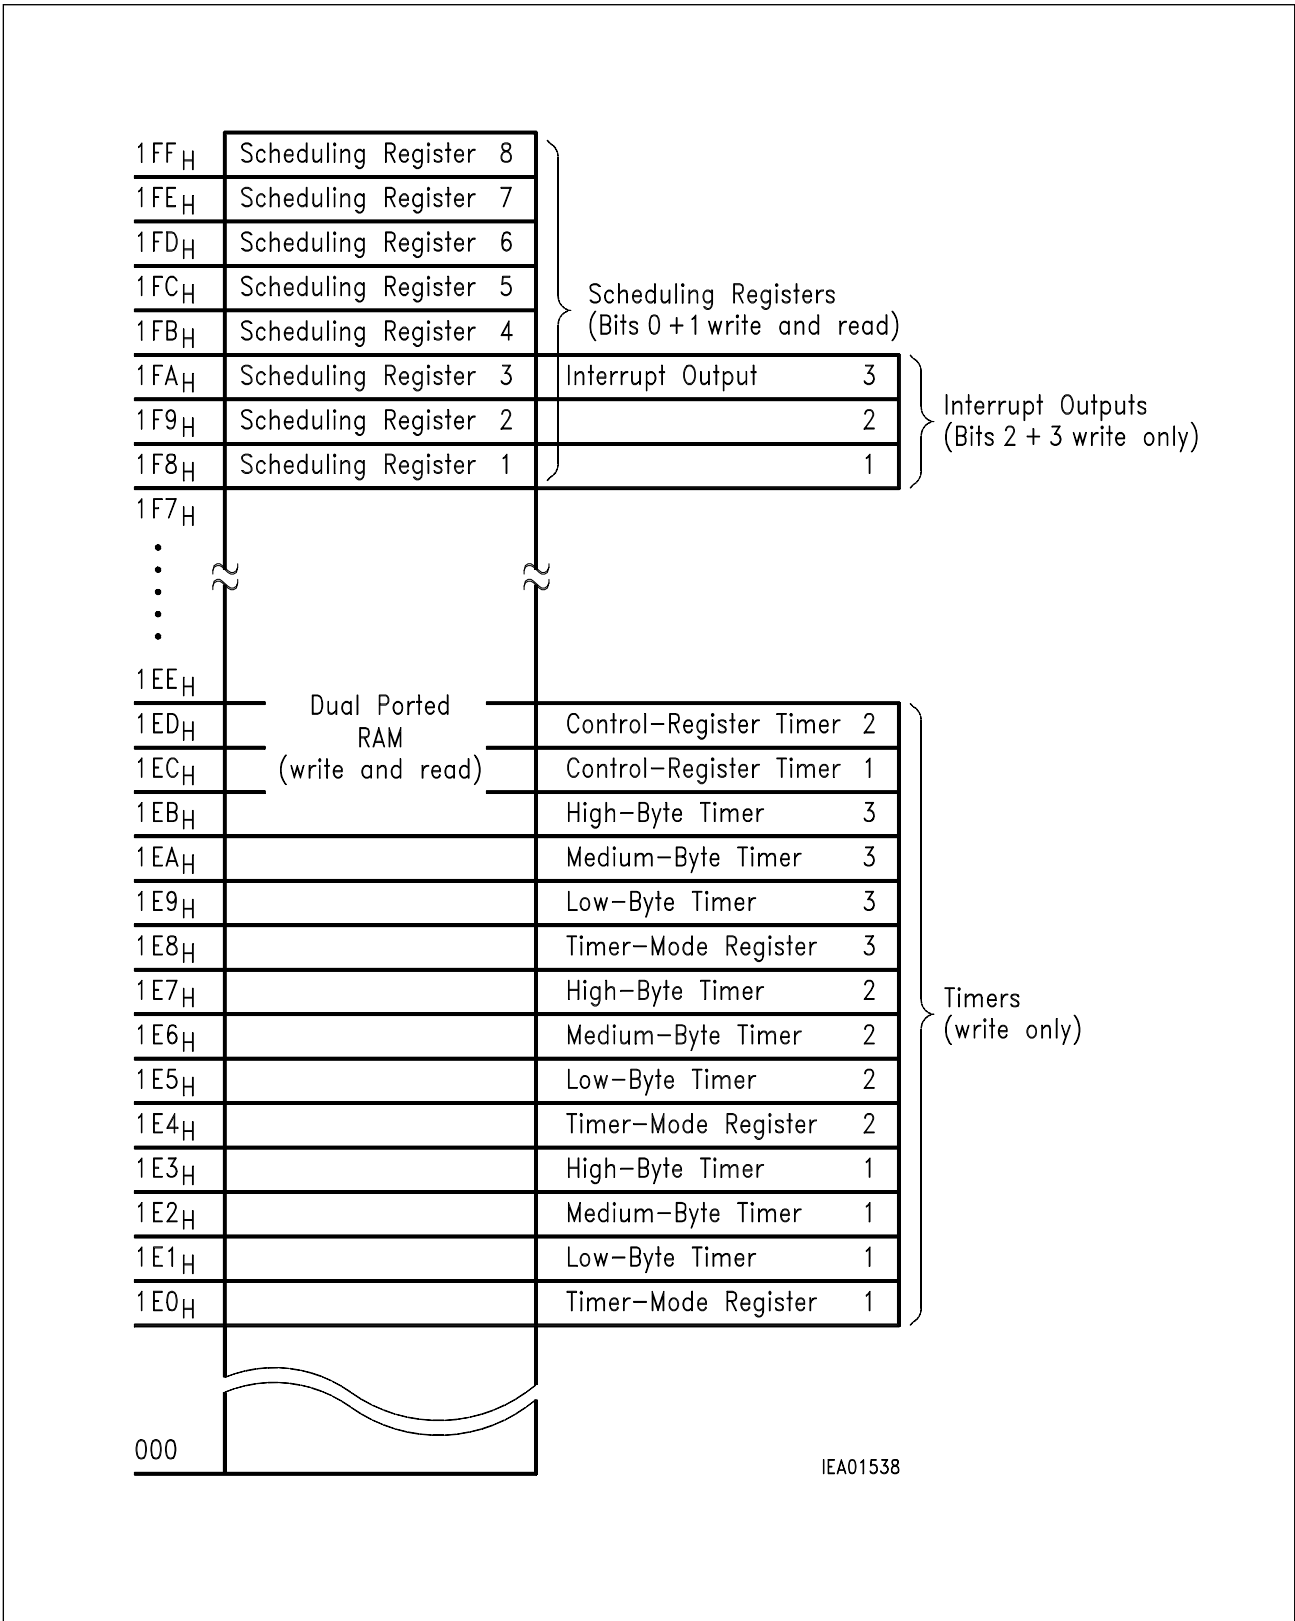 1FFH Scheduling Register 8
1FEH Scheduling Register 7
1FDH Scheduling Register 6
1FCH Scheduling Register 5
Scheduling Registers
(Bits 0 + 1 write and read)
1FBH Scheduling Register 4
1FAH Scheduling Register 3 Interrupt Output 3
1F9H Scheduling Register 2 2
Interrupt Outputs
(Bits 2 + 3 write only)
1F8H Scheduling Register 1 1
1F7H
1EEH
Dual Ported
RAM
(write and read)
1EDH Control-Register Timer 2
1ECH Control-Register Timer 1
1EBH High-Byte Timer 3
1EAH Medium-Byte Timer 3
1E9H Low-Byte Timer 3
1E8H Timer-Mode Register 3
1E7H High-Byte Timer 2
Timers
(write only)
1E6H Medium-Byte Timer 2
1E5H Low-Byte Timer 2
1E4H Timer-Mode Register 2
1E3H High-Byte Timer 1
1E2H Medium-Byte Timer 1
1E1H Low-Byte Timer 1
1E0H Timer-Mode Register 1
000
IEA01538